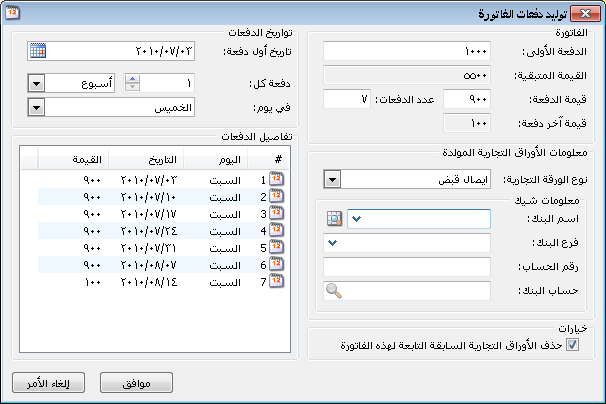 توليد دفعات الفاتورة
الفاتورة
الدفعة الأولى: ١٠٠٠
القيمة المتبقية: ٥٥٠٠
قيمة الدفعة: ٩٠٠ عدد الدفعات: ٧
قيمة آخر دفعة: ١٠٠
معلومات الأوراق التجارية المولدة
نوع الورقة التجارية: ايصال قبض
معلومات شيك
اسم البنك:
فرع البنك:
رقم الحساب:
حساب البنك:
خيارات
حذف الأوراق التجارية السابقة التابعة لهذه الفاتورة
تواريخ الدفعات
تاريخ أول دفعة: ٢٠١٠/٠٧/٠٣
دفعة كل: ١ أسبوع
في يوم: الخميس
تفاصيل الدفعات
# اليوم التاريخ القيمة
1 السبت ٢٠١٠/٠٧/٠٣ ٩٠٠
2 السبت ٢٠١٠/٠٧/١٠ ٩٠٠
3 السبت ٢٠١٠/٠٧/١٧ ٩٠٠
4 السبت ٢٠١٠/٠٧/٢٤ ٩٠٠
5 السبت ٢٠١٠/٠٧/٣١ ٩٠٠
6 السبت ٢٠١٠/٠٨/٠٧ ٩٠٠
7 السبت ٢٠١٠/٠٨/١٤ ١٠٠
موافق
إلغاء الأمر